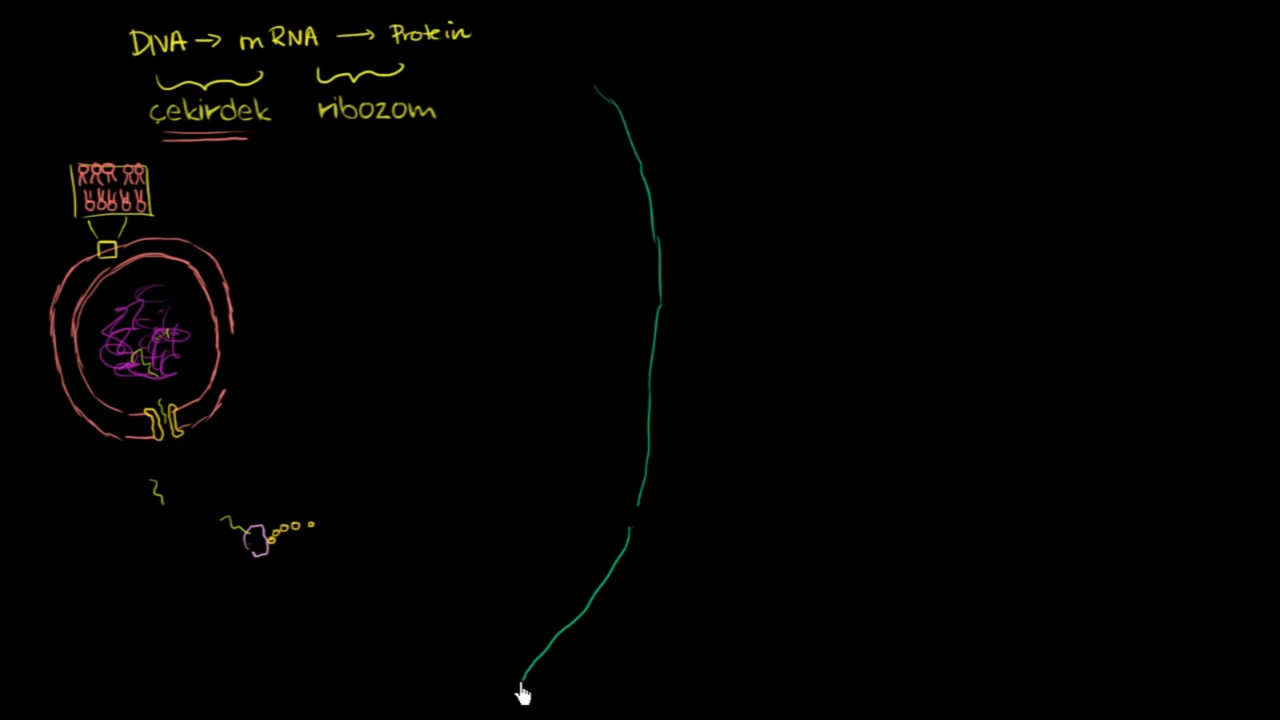 DNA → mRNA → Protein
çekirdek ribozom